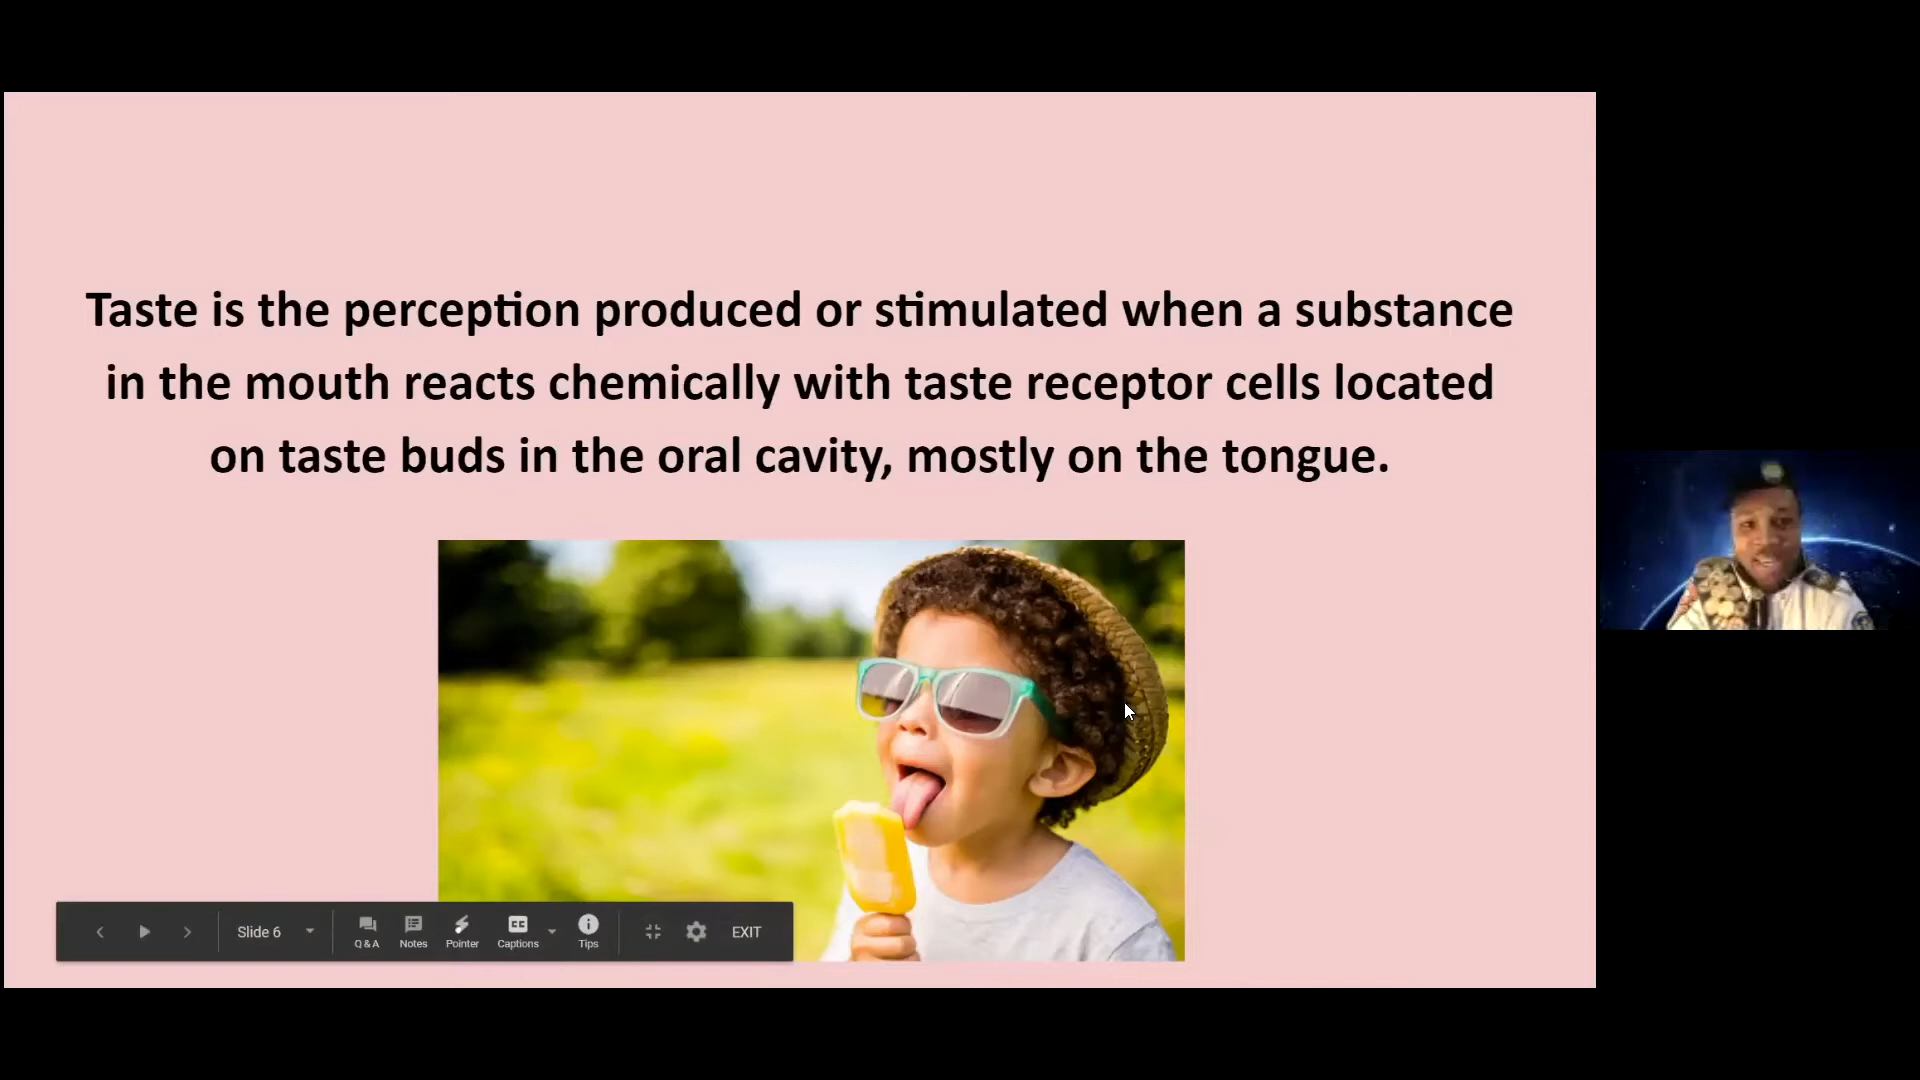 Taste is the perception produced or stimulated when a substance
in the mouth reacts chemically with taste receptor cells located
on taste buds in the oral cavity, mostly on the tongue.
Slide 6
Q & A
Notes
Pointer
CC
Captions
Tips
EXIT